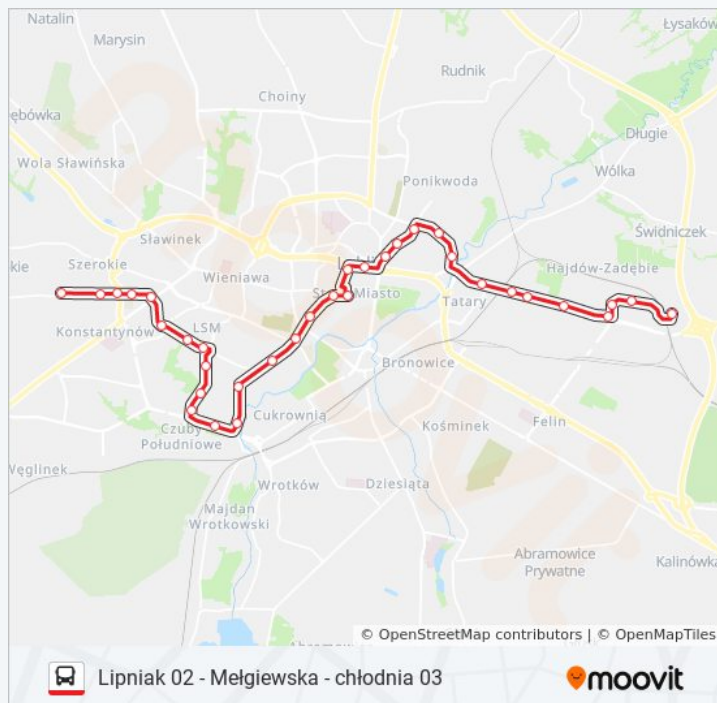 Natalin
Marysin
Łysaków
Rudnik
Choiny
ębówka
Długie
Wola Sławińska
Ponikwoda
Wólka
Sławinek
Świdniczek
kie
Szerokie
Hajdów-Zadębie
Wieniawa
Miasto
Tatary
Konstantynów
LSM
Bronowice
Cukrownia
Czuby
Południowe
Kośminek
Felin
Węglinek
Wrotków
Dziesiąta
Majdan
Wrotkowski
Abramowice
Prywatne
Kalinówka
© OpenStreetMap contributors | © OpenMapTiles
Lipniak 02 - Mełgiewska - chłodnia 03
moovit